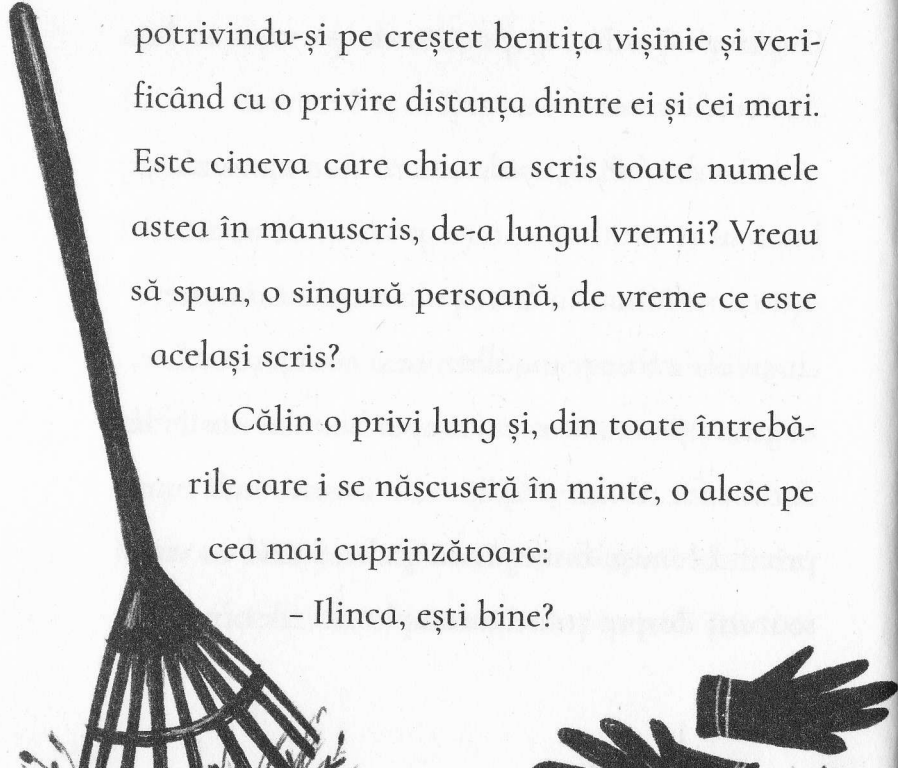 potrivindu-și pe creștet bentița vișinie și veri-
ficând cu o privire distanța dintre ei și cei mari.
Este cineva care chiar a scris toate numele
astea în manuscris, de-a lungul vremii? Vreau
să spun, o singură persoană, de vreme ce este
același scris?
Călin o privi lung și, din toate întrebă-
rile care i se născuseră în minte, o alese pe
cea mai cuprinzătoare:
– Ilinca, ești bine?